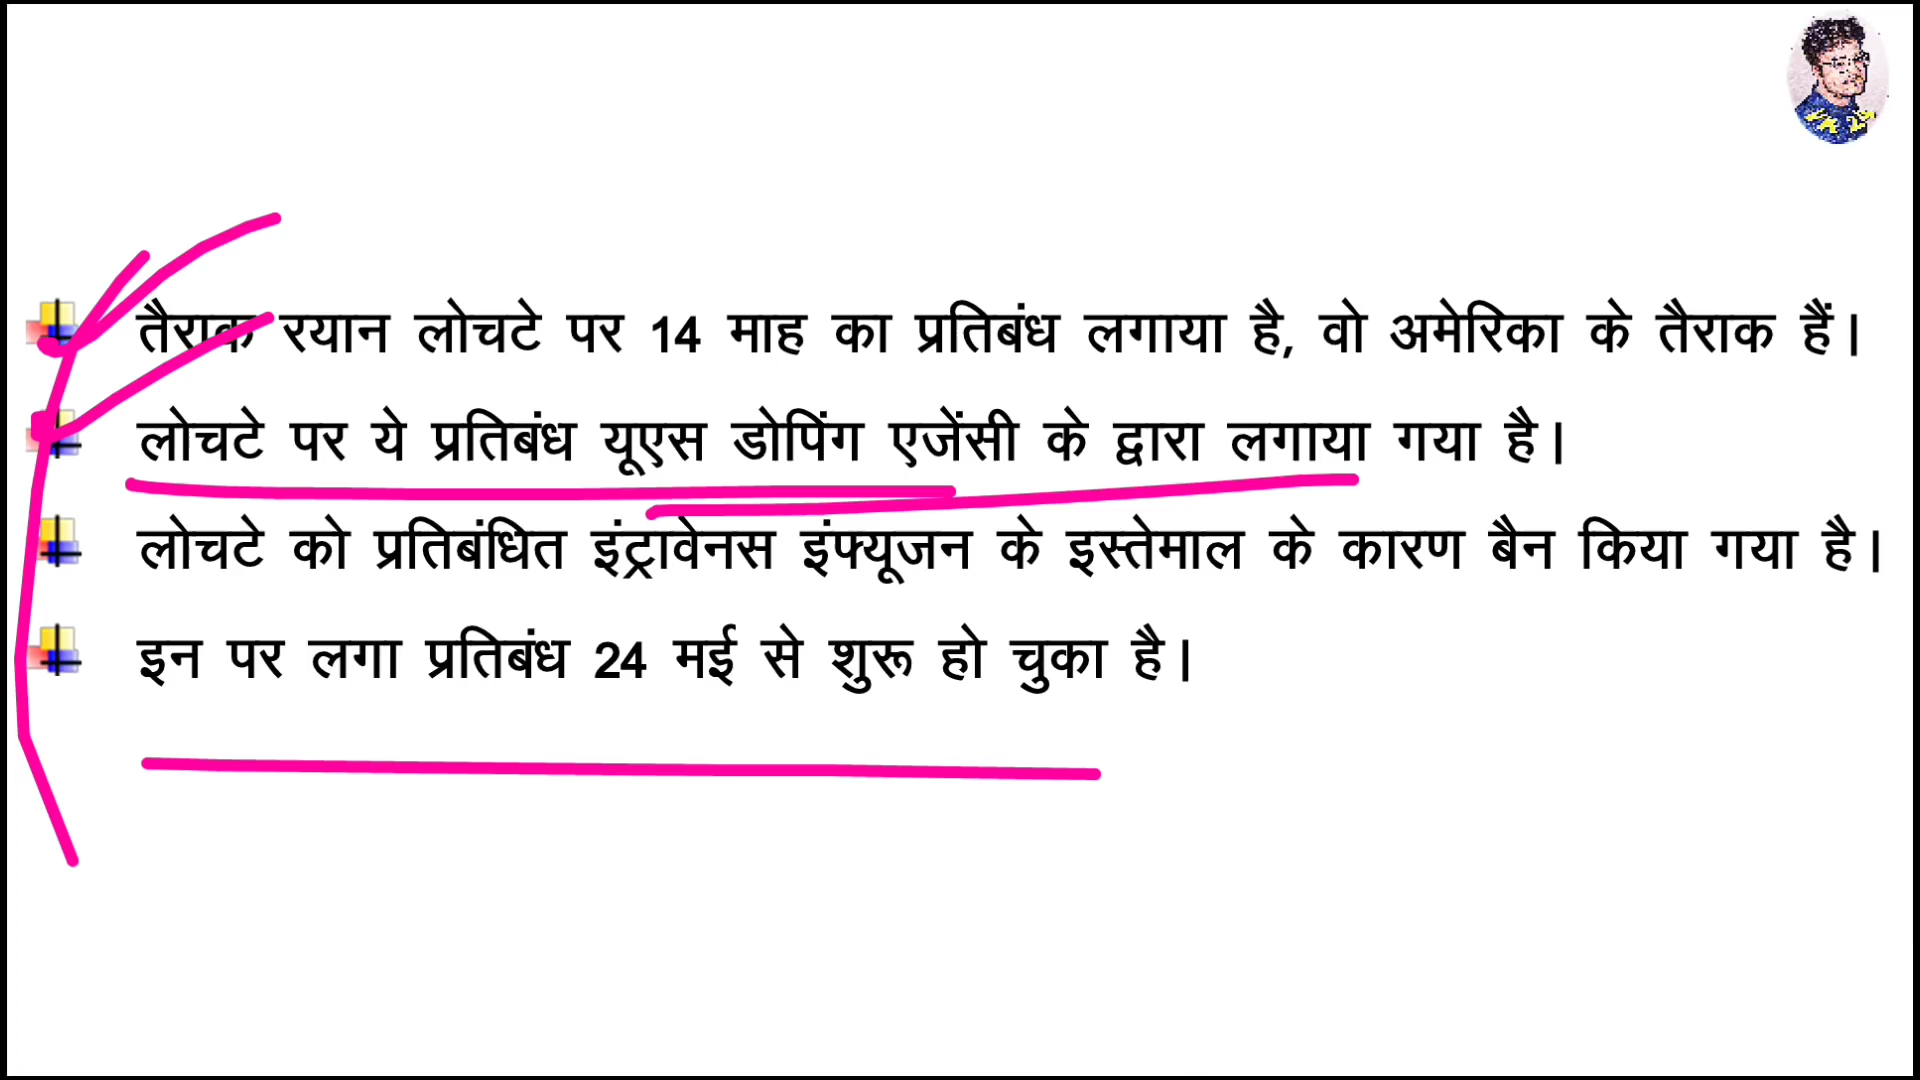 तैराक रयान लोचटे पर 14 माह का प्रतिबंध लगाया है, वो अमेरिका के तैराक हैं।
लोचटे पर ये प्रतिबंध यूएस डोपिंग एजेंसी के द्वारा लगाया गया है।
लोचटे को प्रतिबंधित इंट्रावेनस इंफ्यूजन के इस्तेमाल के कारण बैन किया गया है।
इन पर लगा प्रतिबंध 24 मई से शुरू हो चुका है।